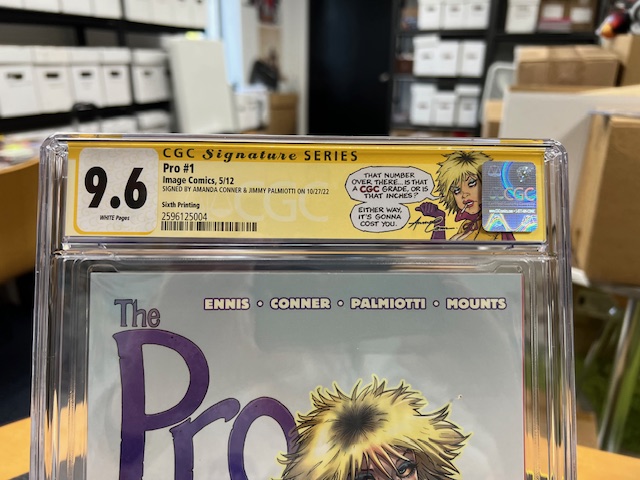 CGC Signature SERIES
9.6
WHITE Pages
Pro #1
Image Comics, 5/12
SIGNED BY AMANDA CONNER & JIMMY PALMIOTTI ON 10/27/22
Sixth Printing
2596125004
THAT NUMBER
OVER THERE... IS THAT
A CGC GRADE, OR IS
THAT INCHES?
EITHER WAY,
IT'S GONNA
COST YOU.
CGC
CGC
ENNIS • CONNER • PALMIOTTI • MOUNTS
The
Pro